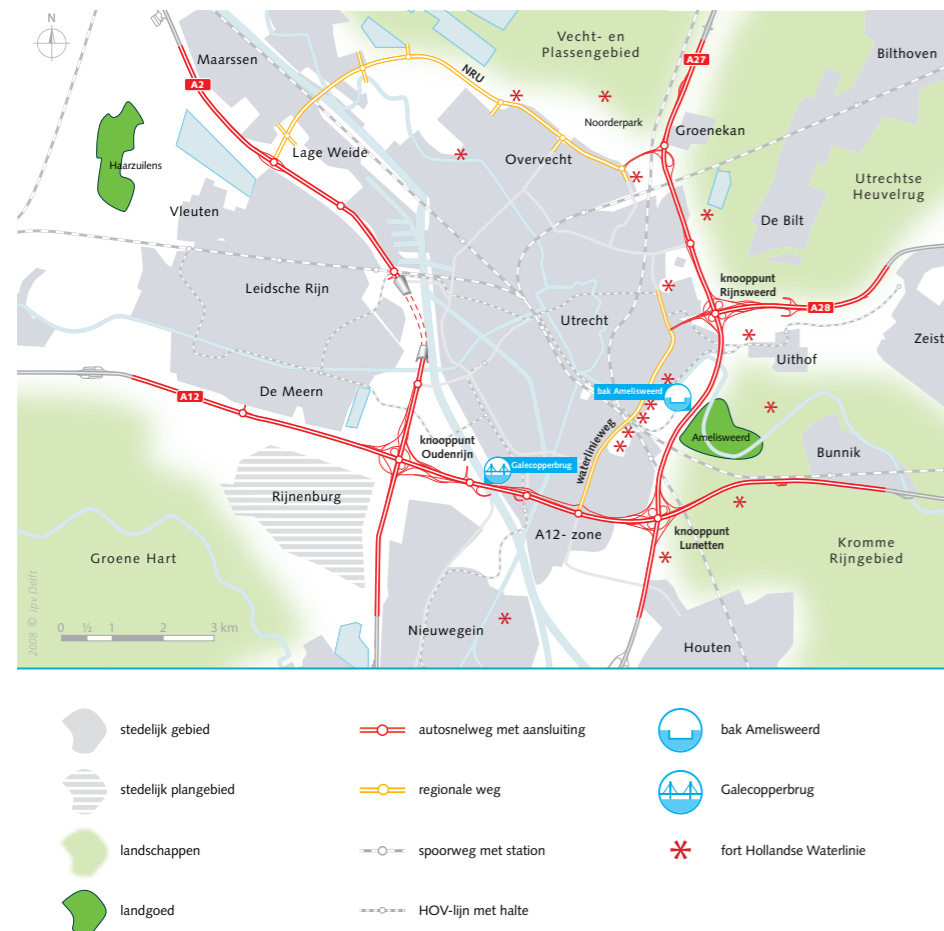 N
Maarssen
A2
NRU
Vecht- en
Plassengebied
A27
Bilthoven
Haarzuilens
Lage Weide
Noorderpark
Groenekan
Overvecht
Utrechtse
Heuvelrug
Vleuten
De Bilt
Leidsche Rijn
knooppunt
Rijnsweerd
Utrecht
A28
Uithof
Zeist
A12
De Meern
bak Amelisweerd
Amelisweerd
waterlinieweg
knooppunt
Oudenrijn
Galecopperbrug
Bunnik
Rijnenburg
A12- zone
knooppunt
Lunetten
Kromme
Rijngebied
Groene Hart
2008 © ipv Delft
0 ½ 1 2 3 km
Nieuwegein
Houten
stedelijk gebied
autosnelweg met aansluiting
bak Amelisweerd
stedelijk plangebied
regionale weg
Galecopperbrug
landschappen
spoorweg met station
fort Hollandse Waterlinie
landgoed
HOV-lijn met halte